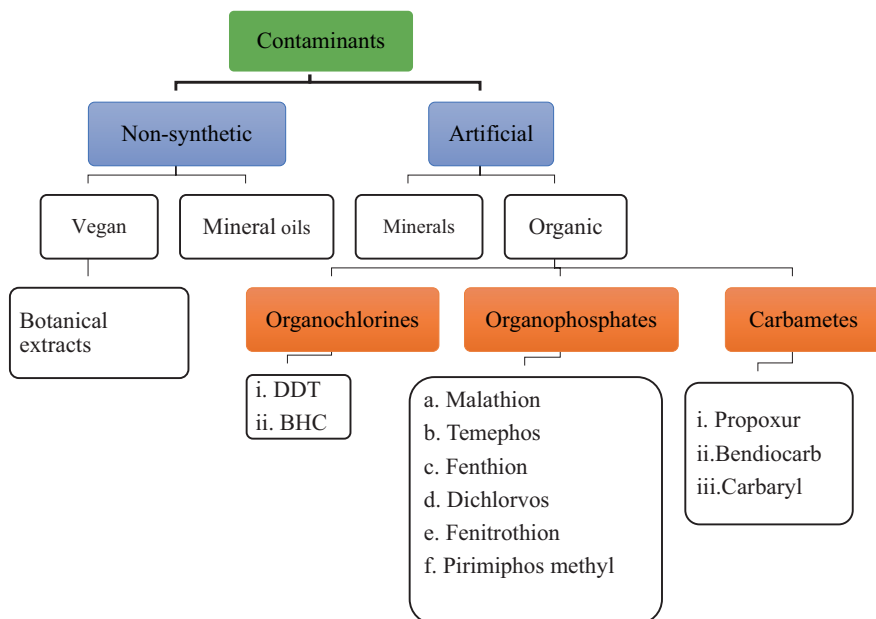 Contaminants
Non-synthetic
Artificial
Vegan
Mineral oils
Minerals
Organic
Botanical
extracts
Organochlorines
Organophosphates
Carbametes
i. DDT
ii. BHC
a. Malathion
b. Temephos
c. Fenthion
d. Dichlorvos
e. Fenitrothion
f. Pirimiphos methyl
i. Propoxur
ii.Bendiocarb
iii.Carbaryl